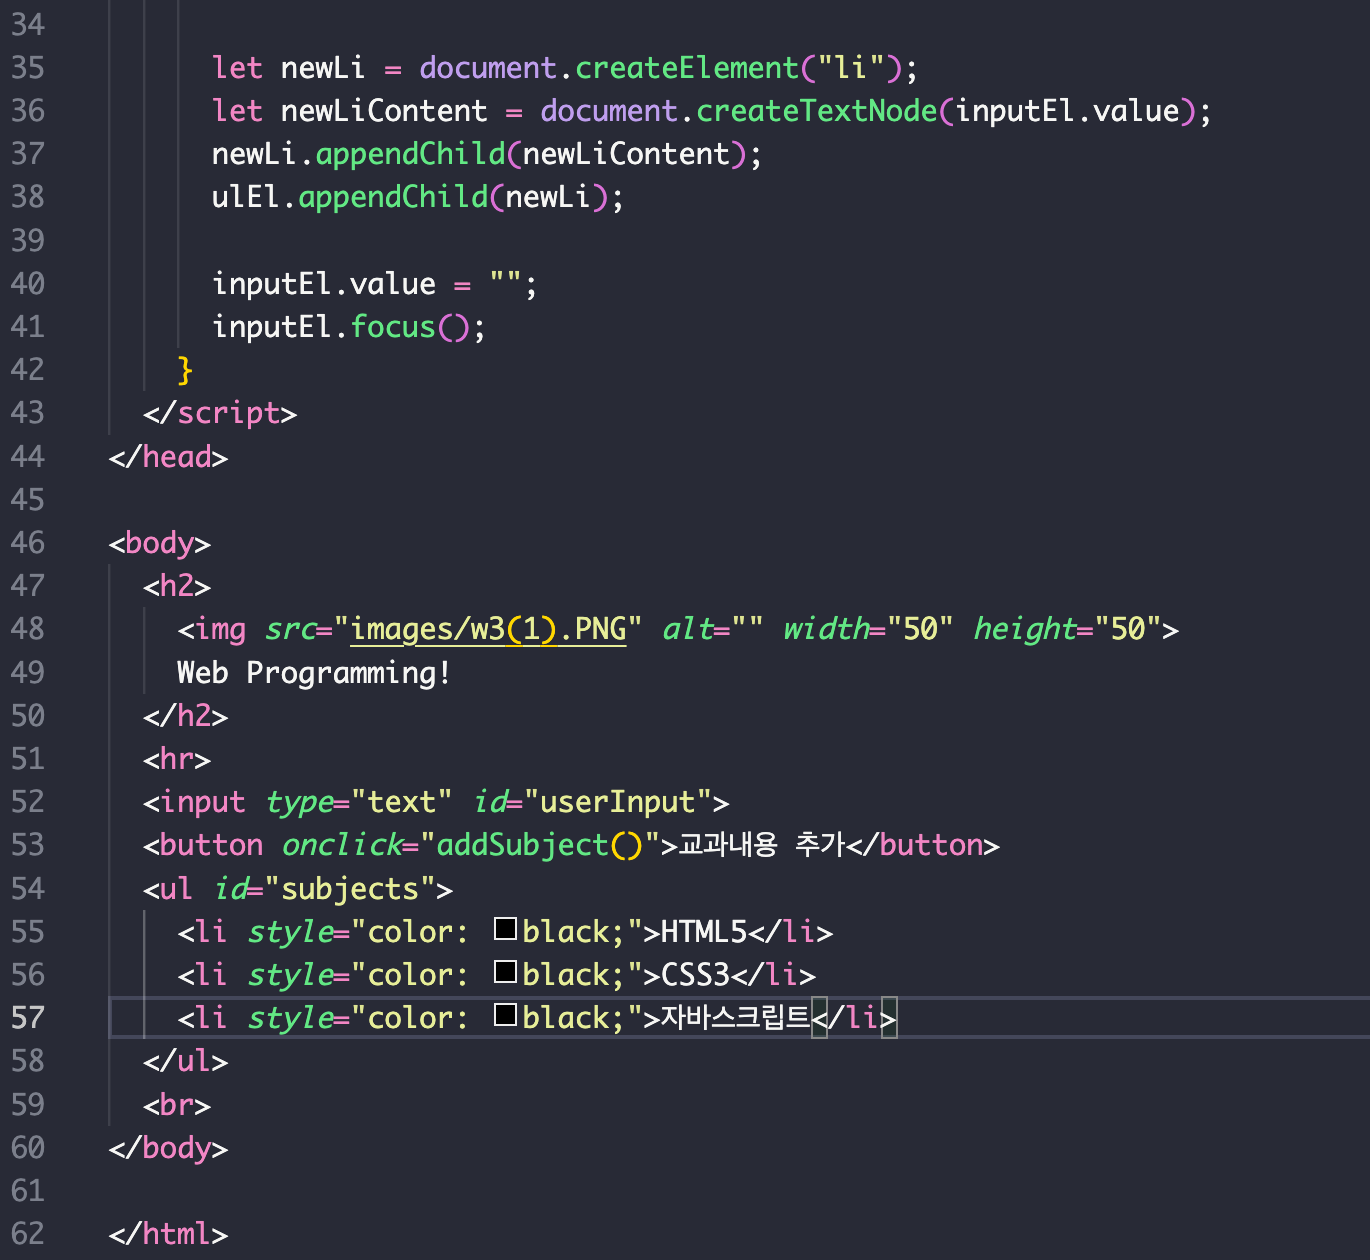 34
35 let newLi = document.createElement("li");
36 let newLiContent = document.createTextNode(inputEl.value);
37 newLi.appendChild(newLiContent);
38 ulEl.appendChild(newLi);
39
40 inputEl.value = "";
41 inputEl.focus();
42 }
43 </script>
44 </head>
45
46 <body>
47 <h2>
48 <img src="images/w3(1).PNG" alt="" width="50" height="50">
49 Web Programming!
50 </h2>
51 <hr>
52 <input type="text" id="userInput">
53 <button onclick="addSubject()">교과내용 추가</button>
54 <ul id="subjects">
55 <li style="color: black;">HTML5</li>
56 <li style="color: black;">CSS3</li>
57 <li style="color: black;">자바스크립트</li>
58 </ul>
59 <br>
60 </body>
61
62 </html>